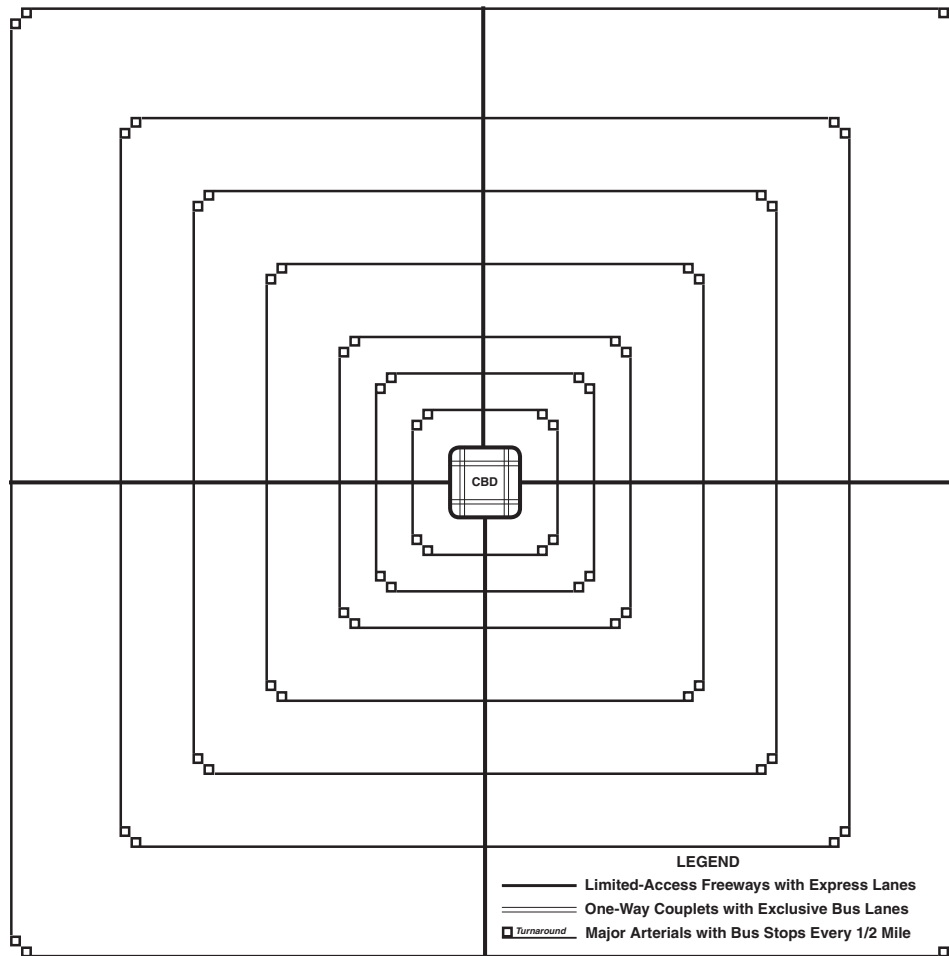 CBD
LEGEND
Limited-Access Freeways with Express Lanes
One-Way Couplets with Exclusive Bus Lanes
Turnaround Major Arterials with Bus Stops Every 1/2 Mile